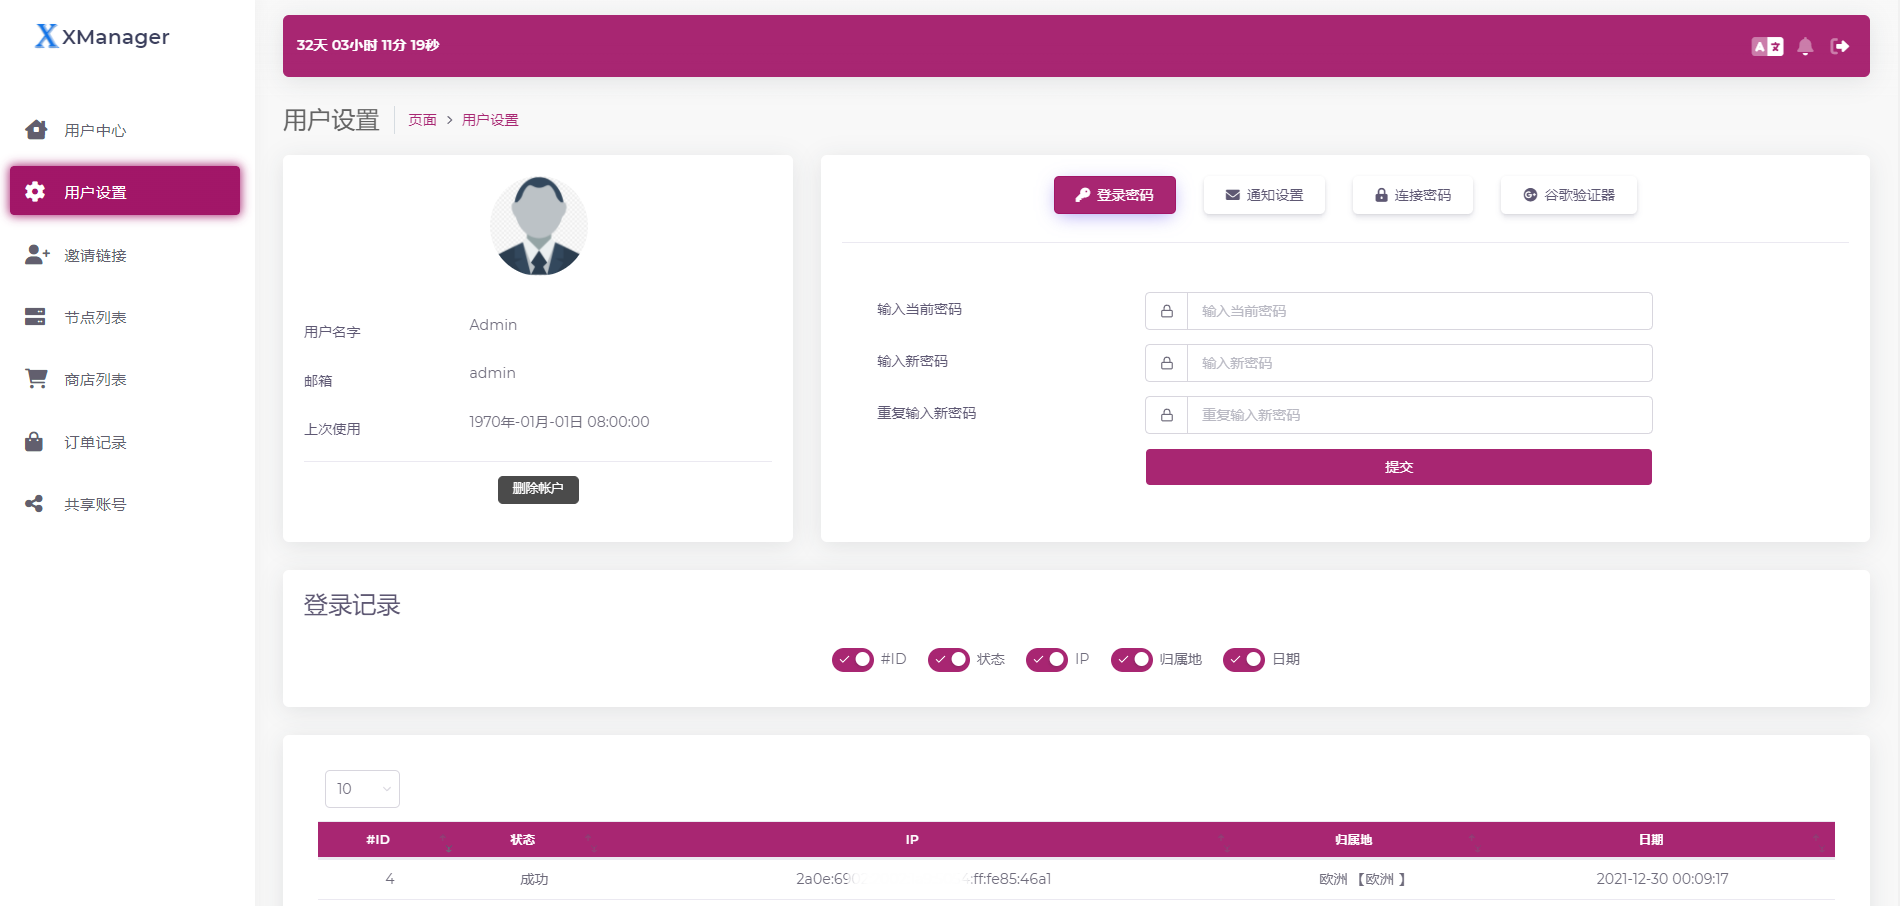 XManager
32天 03小时 11分 19秒
用户中心
用户设置
邀请链接
节点列表
商店列表
订单记录
共享账号
用户设置
页面 > 用户设置
用户名字 Admin
邮箱 admin
上次使用 1970年-01月-01日 08:00:00
删除帐户
登录密码 通知设置 连接密码 谷歌验证器
输入当前密码 输入当前密码
输入新密码 输入新密码
重复输入新密码 重复输入新密码
提交
登录记录
#ID 状态 IP 归属地 日期
10
#ID 状态 IP 归属地 日期
4 成功 :ff:fe85:46a1 欧洲 【欧洲 】 2021-12-30 00:09:17